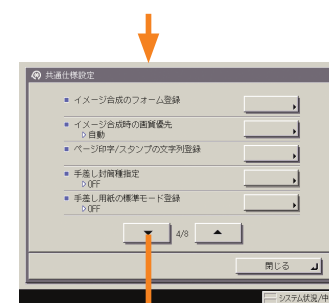 共通仕様設定
イメージ合成のフォーム登録
イメージ合成時の画質優先
自動
ページ印字/スタンプの文字列登録
手差し封筒種指定
OFF
手差し用紙の標準モード登録
OFF
4/8
閉じる
システム状況/中